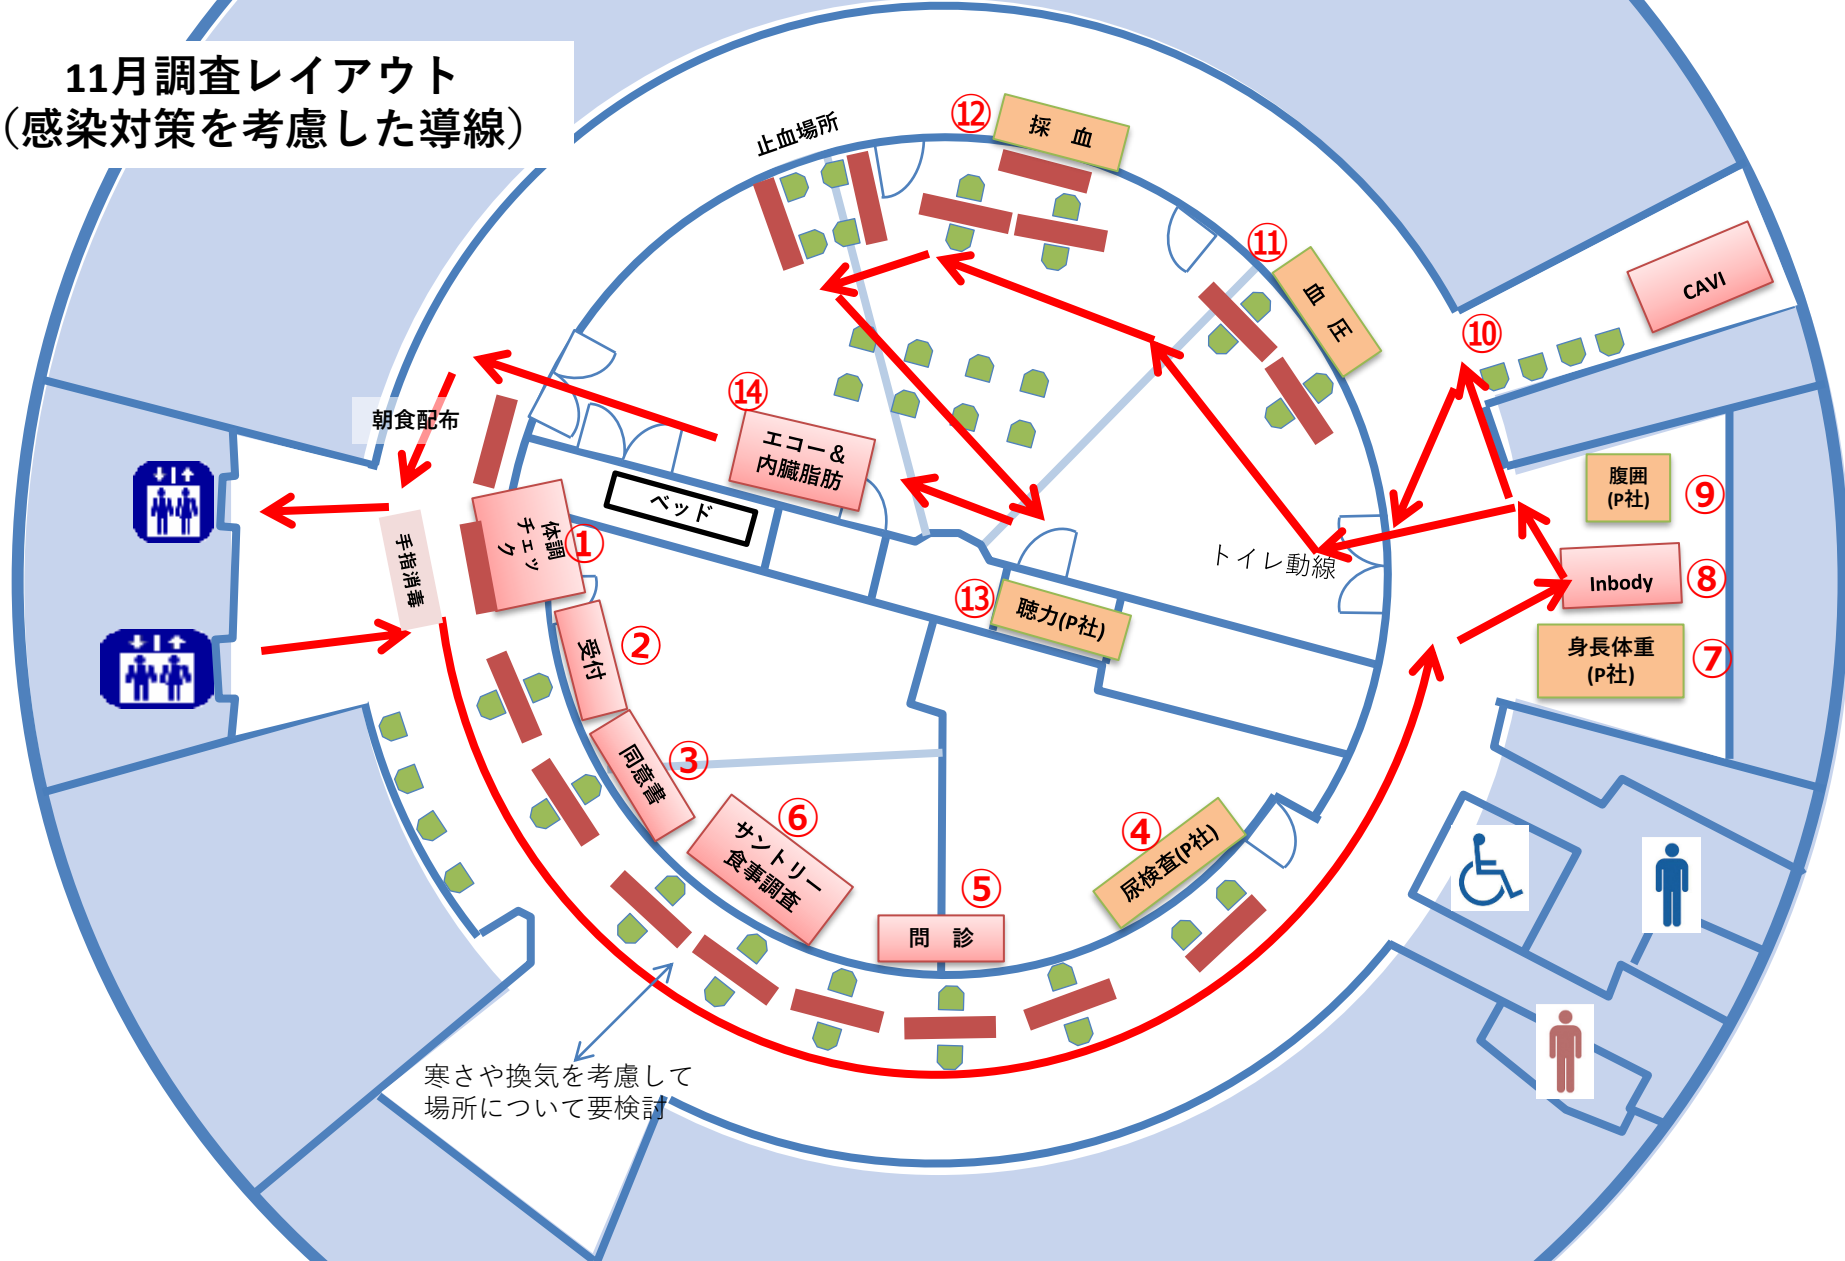 11月調査レイアウト
（感染対策を考慮した導線）
止血場所
⑫
採　血
⑪
血　圧
CAVI
⑩
朝食配布
⑭
エコー＆
内臓脂肪
ベッド
腹囲
(P社)
⑨
手指消毒
体調
チェッ
ク
①
トイレ動線
Inbody
⑧
⑬
聴力(P社)
受付
②
身長体重
(P社)
⑦
同意書
③
サントリー
食事調査
⑥
④
尿検査(P社)
⑤
問　診
寒さや換気を考慮して
場所について要検討